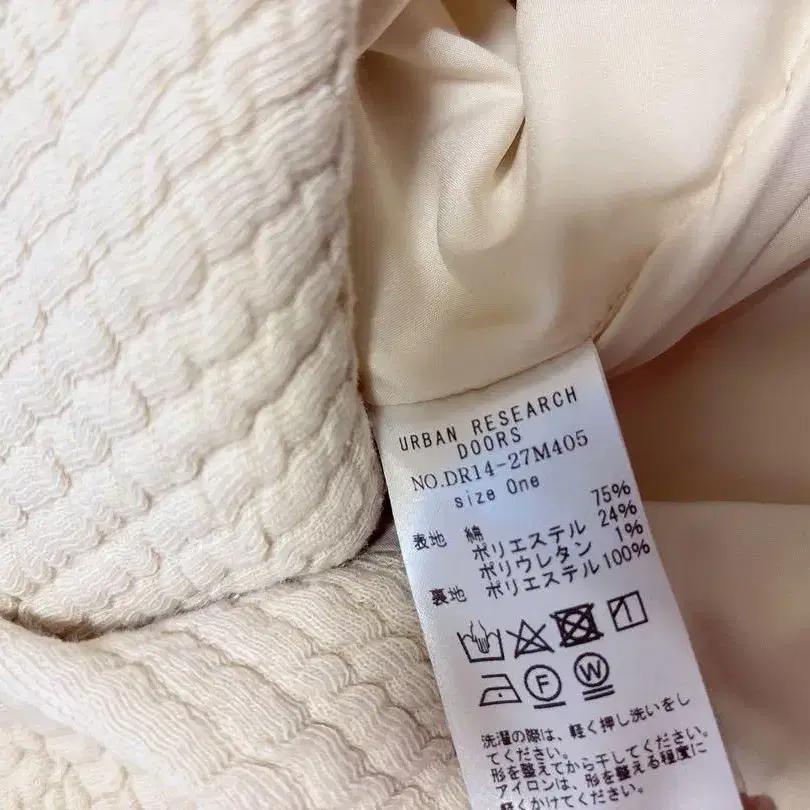 URBAN RESEARCH
DOORS
NO.DR14-27M405
size One
表地 綿 75%
ポリエステル 24%
ポリウレタン 1%
裏地 ポリエステル100%
F W
洗濯の際は、軽く押し洗いをし
てください。
形を整えてから干してください。
アイロンは、形を整える程度に
軽くかけてください。